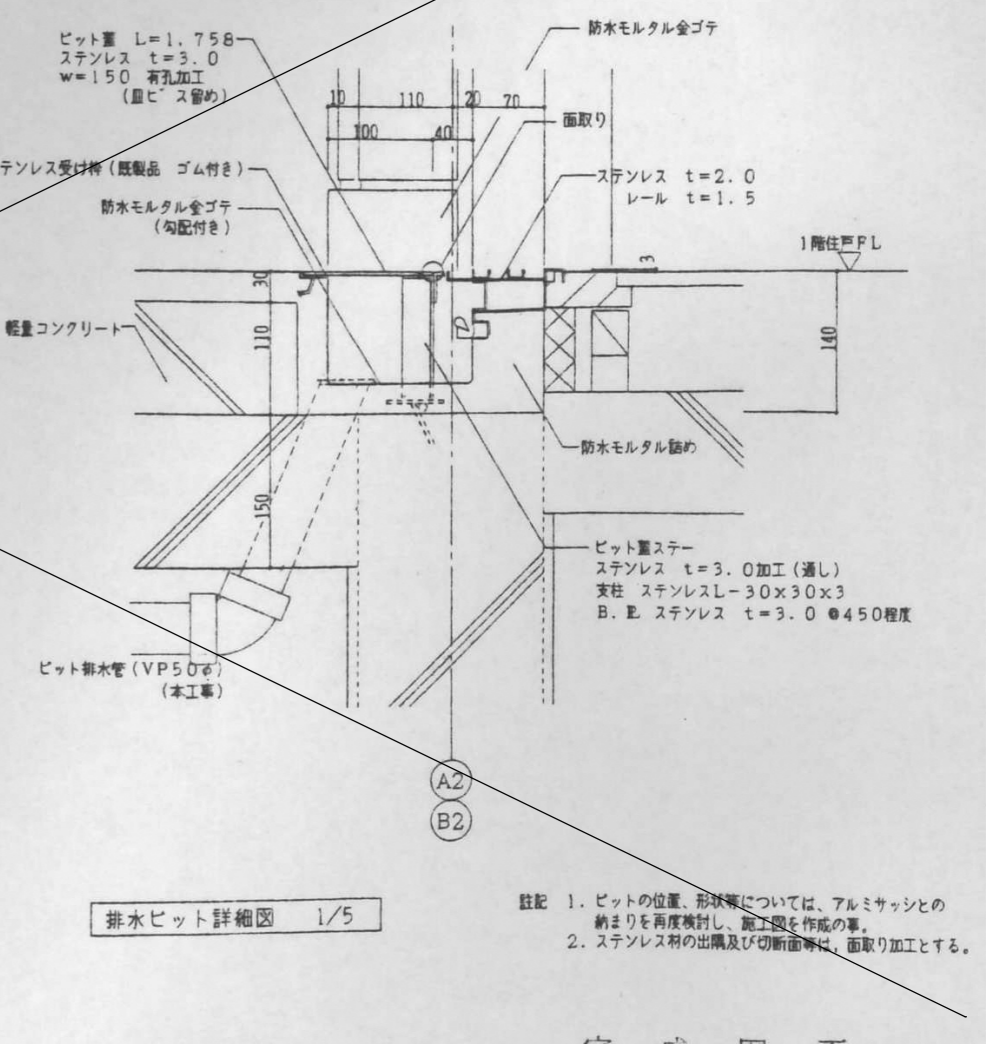 ピット蓋 L=1,758
ステンレス t=3.0
w=150 有孔加工
(皿ビス留め)
防水モルタル金ゴテ
10 110 20 70
100 40
面取り
テンレス受け枠(既製品 ゴム付き)
ステンレス t=2.0
レール t=1.5
防水モルタル金ゴテ
(勾配付き)
1階住戸FL
3
30
110
140
軽量コンクリート
防水モルタル詰め
150
ピット蓋ステー
ステンレス t=3.0加工(通し)
支柱 ステンレスL-30x30x3
B.PL ステンレス t=3.0 @450程度
ピット排水管(VP50φ)
(本工事)
A2
B2
排水ピット詳細図 1/5
註記 1.ピットの位置、形状等については、アルミサッシとの
納まりを再度検討し、施工図を作成の事。
2.ステンレス材の出隅及び切断面等は,面取り加工とする。